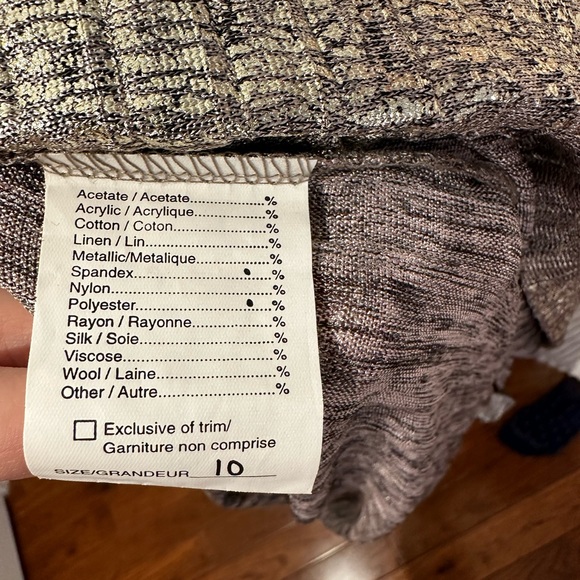 Acetate / Acetate....................%
Acrylic / Acrylique...................%
Cotton / Coton.......................%
Linen / Lin..............................%
Metallic/Metalique..................%
Spandex................................%
Nylon.....................................%
Polyester...............................%
Rayon / Rayonne...................%
Silk / Soie...............................%
Viscose..................................%
Wool / Laine...........................%
Other / Autre..........................%
Exclusive of trim/
Garniture non comprise
SIZE/GRANDEUR 10